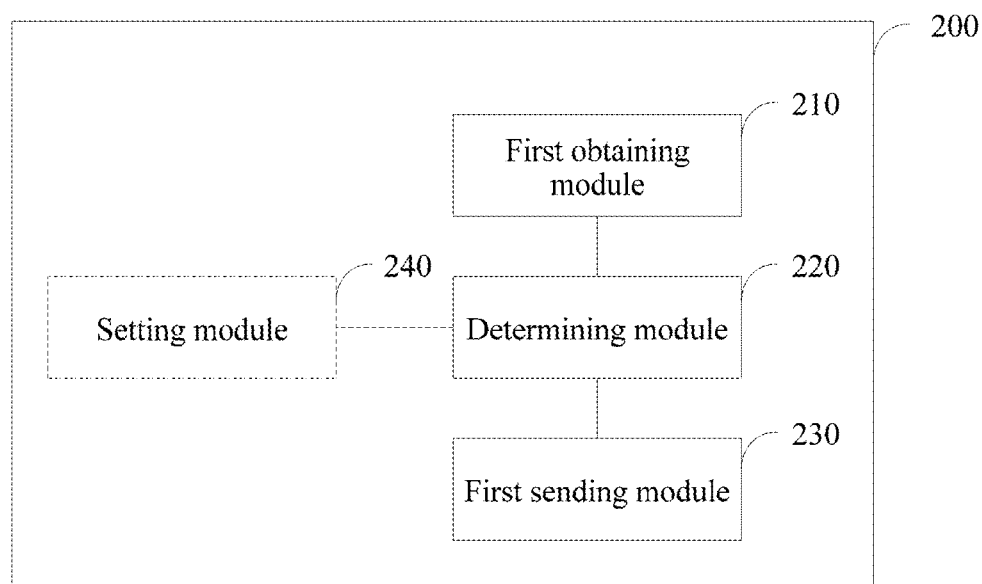 200
210
First obtaining
module
240
220
Setting module
Determining module
230
First sending module